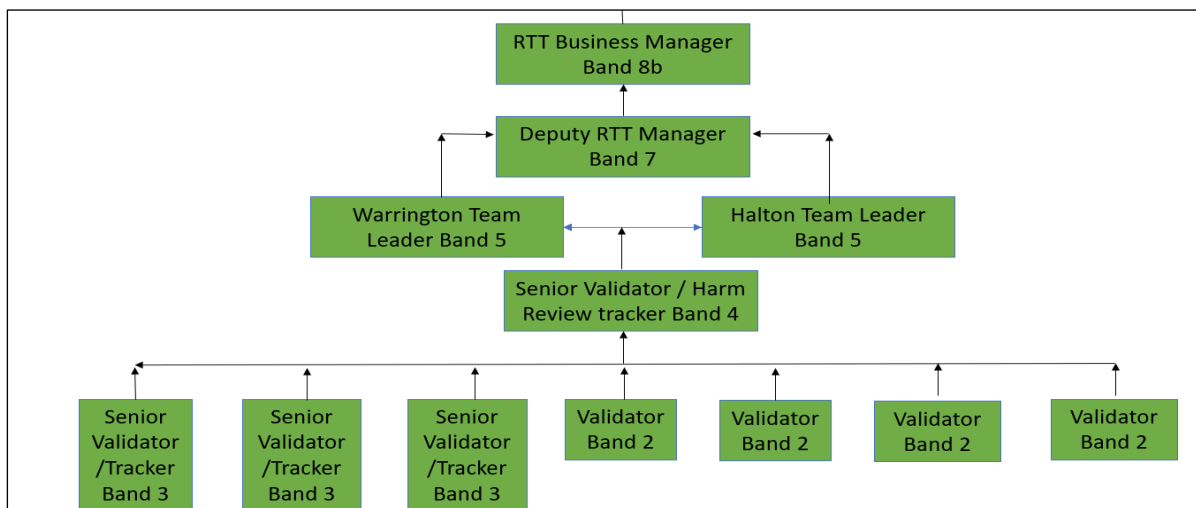 RTT Business Manager
Band 8b
Deputy RTT Manager
Band 7
Warrington Team
Leader Band 5
Halton Team Leader
Band 5
Senior Validator / Harm
Review tracker Band 4
Senior
Validator
/Tracker
Band 3
Senior
Validator
/Tracker
Band 3
Senior
Validator
/Tracker
Band 3
Validator
Band 2
Validator
Band 2
Validator
Band 2
Validator
Band 2